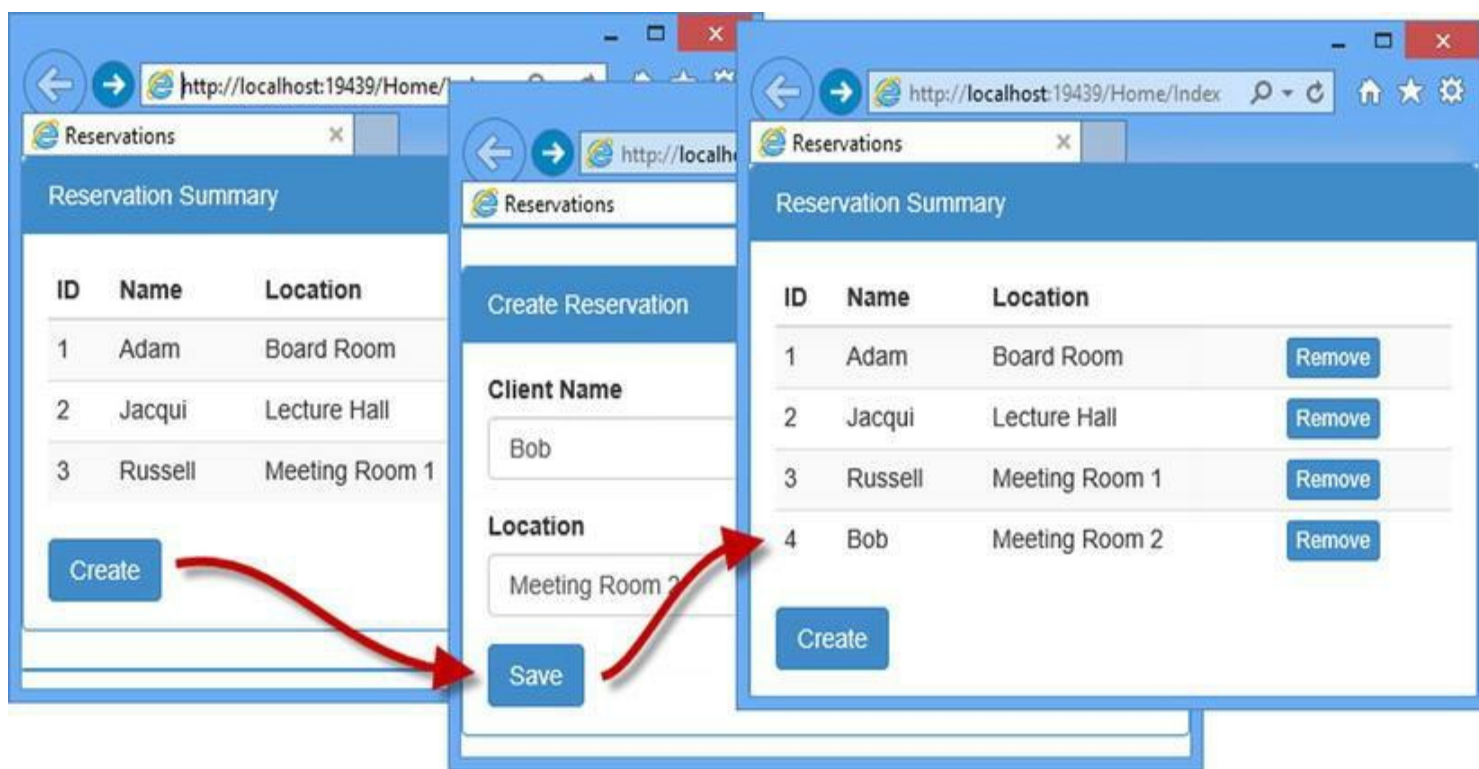 http://localhost:19439/Home/
Reservations
Reservation Summary
ID Name Location
1 Adam Board Room
2 Jacqui Lecture Hall
3 Russell Meeting Room 1
Create
http://localh
Reservations
Create Reservation
Client Name
Bob
Location
Meeting Room 2
Save
http://localhost:19439/Home/Index
Reservations
Reservation Summary
ID Name Location
1 Adam Board Room Remove
2 Jacqui Lecture Hall Remove
3 Russell Meeting Room 1 Remove
4 Bob Meeting Room 2 Remove
Create